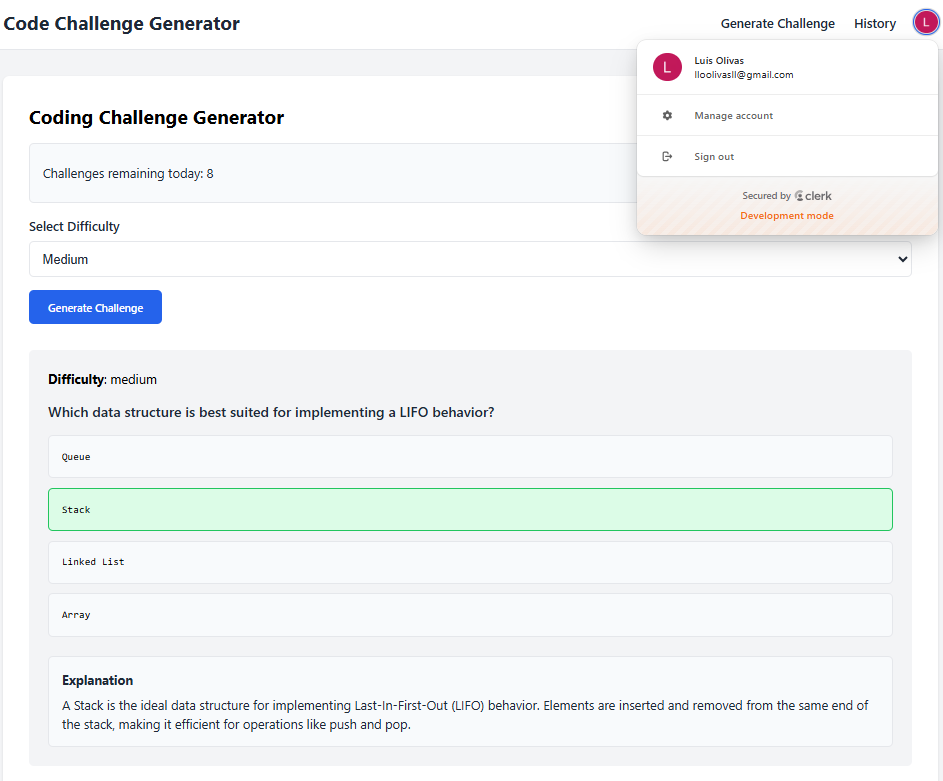 Code Challenge Generator
Generate Challenge
History
L
L
Luis Olivas
lloolivasll@gmail.com
Manage account
Sign out
Secured by clerk
Development mode
Coding Challenge Generator
Challenges remaining today: 8
Select Difficulty
Medium
Generate Challenge
Difficulty: medium
Which data structure is best suited for implementing a LIFO behavior?
Queue
Stack
Linked List
Array
Explanation
A Stack is the ideal data structure for implementing Last-In-First-Out (LIFO) behavior. Elements are inserted and removed from the same end of
the stack, making it efficient for operations like push and pop.